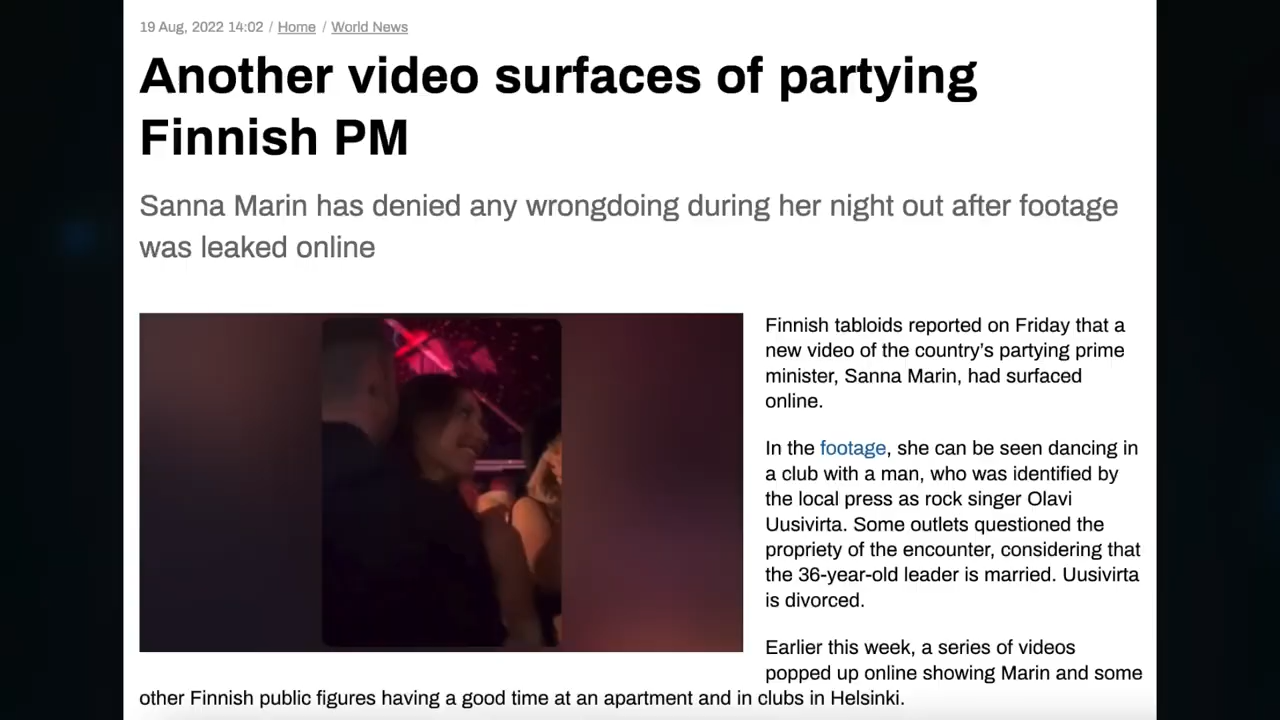 19 Aug, 2022 14:02 / Home / World News
Another video surfaces of partying
Finnish PM
Sanna Marin has denied any wrongdoing during her night out after footage
was leaked online
Finnish tabloids reported on Friday that a
new video of the country’s partying prime
minister, Sanna Marin, had surfaced
online.
In the footage, she can be seen dancing in
a club with a man, who was identified by
the local press as rock singer Olavi
Uusivirta. Some outlets questioned the
propriety of the encounter, considering that
the 36-year-old leader is married. Uusivirta
is divorced.
Earlier this week, a series of videos
popped up online showing Marin and some
other Finnish public figures having a good time at an apartment and in clubs in Helsinki.